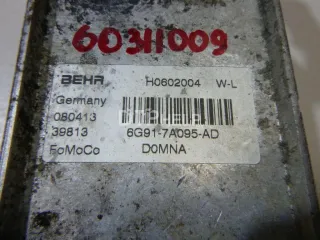 60311009
BEHR H0602004 W-L
Germany
080413
39813 6G91-7A095-AD
FoMoCo D0MNA